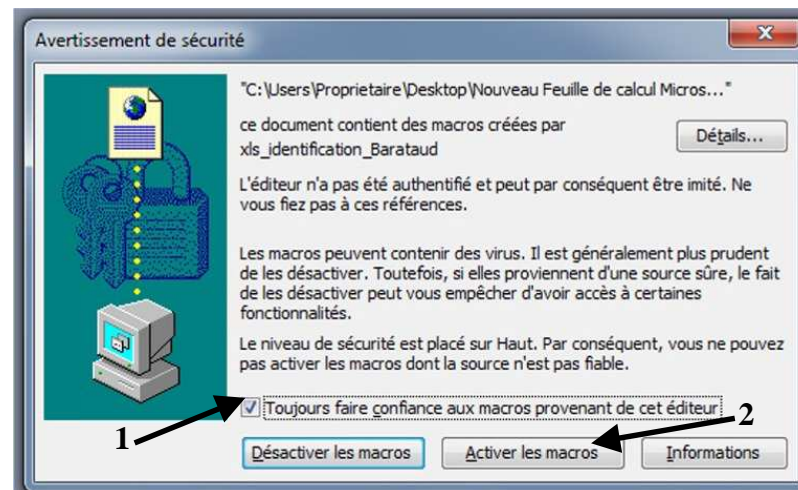 Avertissement de sécurité
X
"C:\Users\Proprietaire\Desktop\Nouveau Feuille de calcul Micros..."
ce document contient des macros créées par
xls_identification_Barataud
Détails...
L'éditeur n'a pas été authentifié et peut par conséquent être imité. Ne
vous fiez pas à ces références.
Les macros peuvent contenir des virus. Il est généralement plus prudent
de les désactiver. Toutefois, si elles proviennent d'une source sûre, le fait
de les désactiver peut vous empêcher d'avoir accès à certaines
fonctionnalités.
Le niveau de sécurité est placé sur Haut. Par conséquent, vous ne pouvez
pas activer les macros dont la source n'est pas fiable.
Toujours faire confiance aux macros provenant de cet éditeur
1
2
Désactiver les macros
Activer les macros
Informations